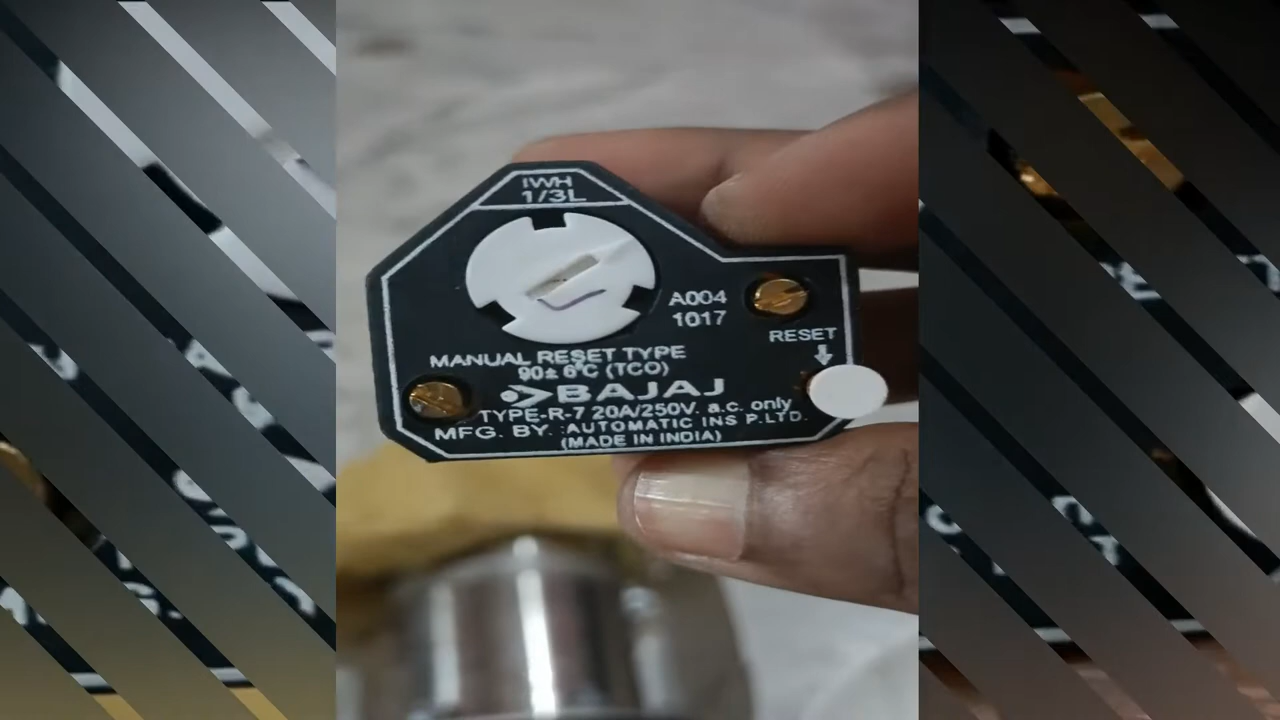 IWH
1/3L
A004
1017
RESET
MANUAL RESET TYPE
90± 6°C (TCO)
BAJAJ
TYPE-R-7 20A/250V. a.c. only
MFG. BY. : AUTOMATIC INS P.LTD.
(MADE IN INDIA)